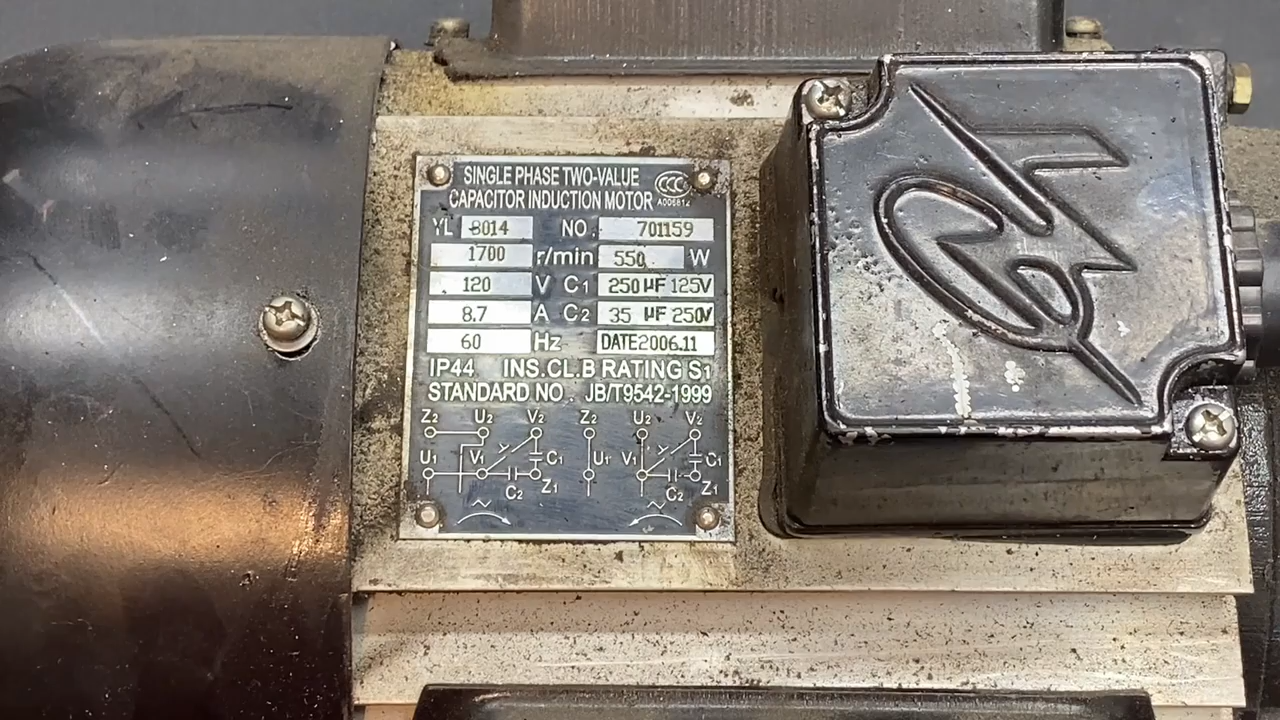 SINGLE PHASE TWO-VALUE
CAPACITOR INDUCTION MOTOR
CCC
A006812
YL 8014 NO. 701159
1700 r/min 550 W
120 V C1 250 µF 125V
8.7 A C2 35 µF 250V
60 Hz DATE2006.11
IP44 INS.CL.B RATING S1
STANDARD NO. JB/T9542-1999
Z2 U2 V2 Z2 U2 V2
U1 V1 C1 U1 V1 C1
C2 Z1 C2 Z1